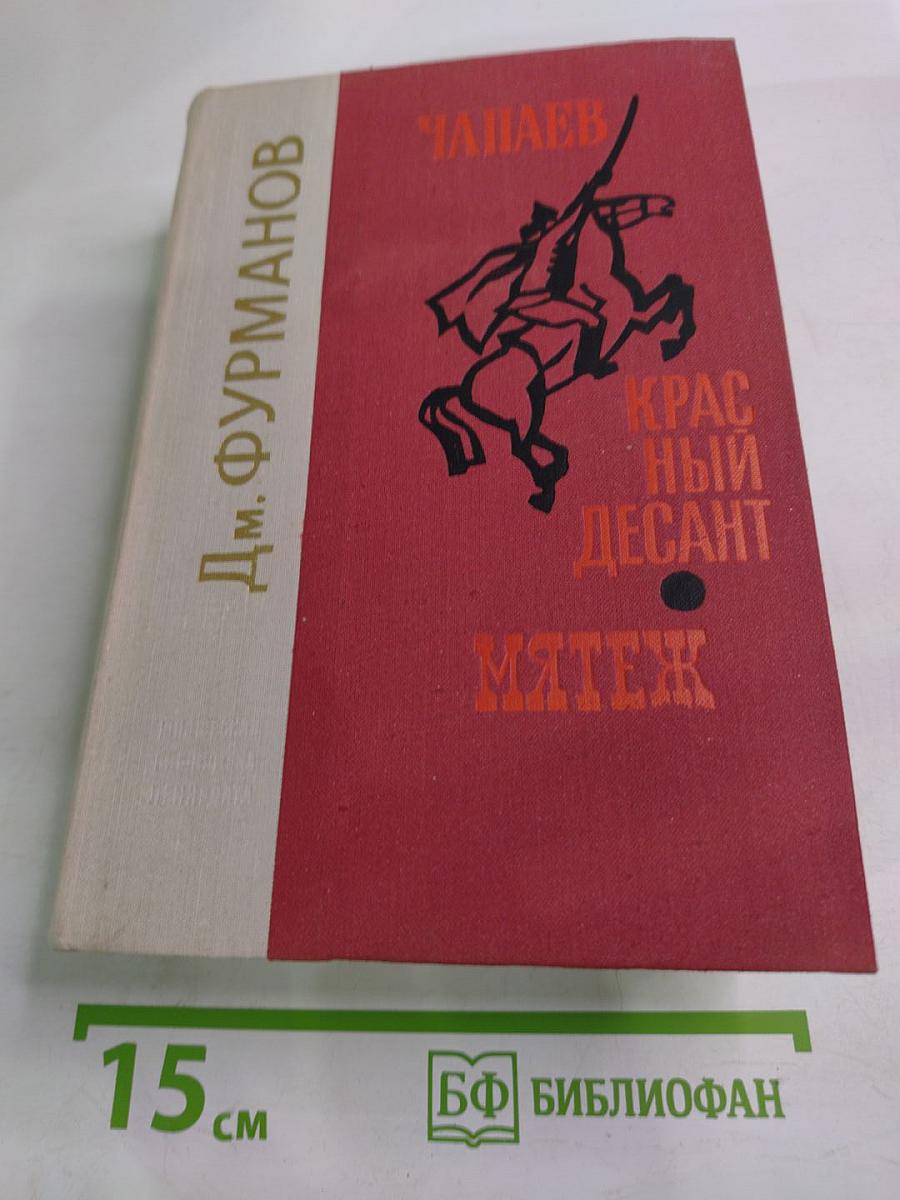 Дм. ФУРМАНОВ
ЧАПАЕВ
КРАС
НЫЙ
ДЕСАНТ
МЯТЕЖ
15 см
БФ БИБЛИОФАН